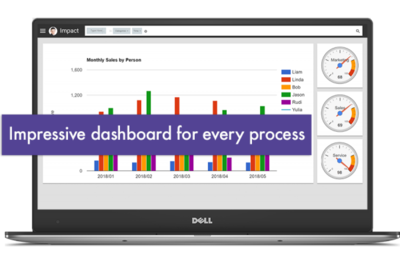 Impact
Monthly Sales by Person
1,600
1,200
Liam
Linda
Bob
Jason
Rust
Yulia
Marketing
Sales
Service
Impressive dashboard for every process
0
2018/01
2018/02
2018/03
2018/04
2018/05
DELL